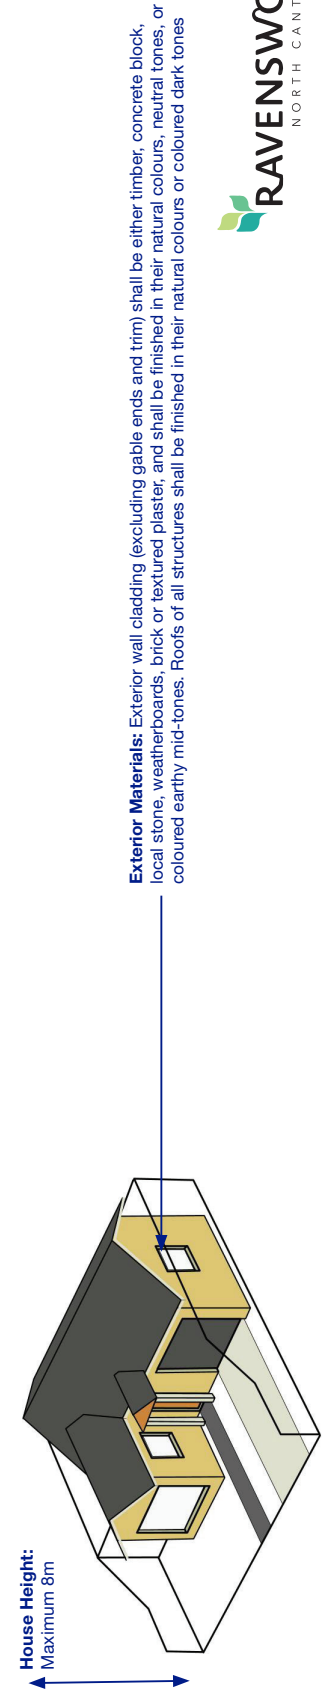 House Height:
Maximum 8m
Exterior Materials: Exterior wall cladding (excluding gable ends and trim) shall be either timber, concrete block,
local stone, weatherboards, brick or textured plaster, and shall be finished in their natural colours, neutral tones, or
coloured earthy mid-tones. Roofs of all structures shall be finished in their natural colours or coloured dark tones